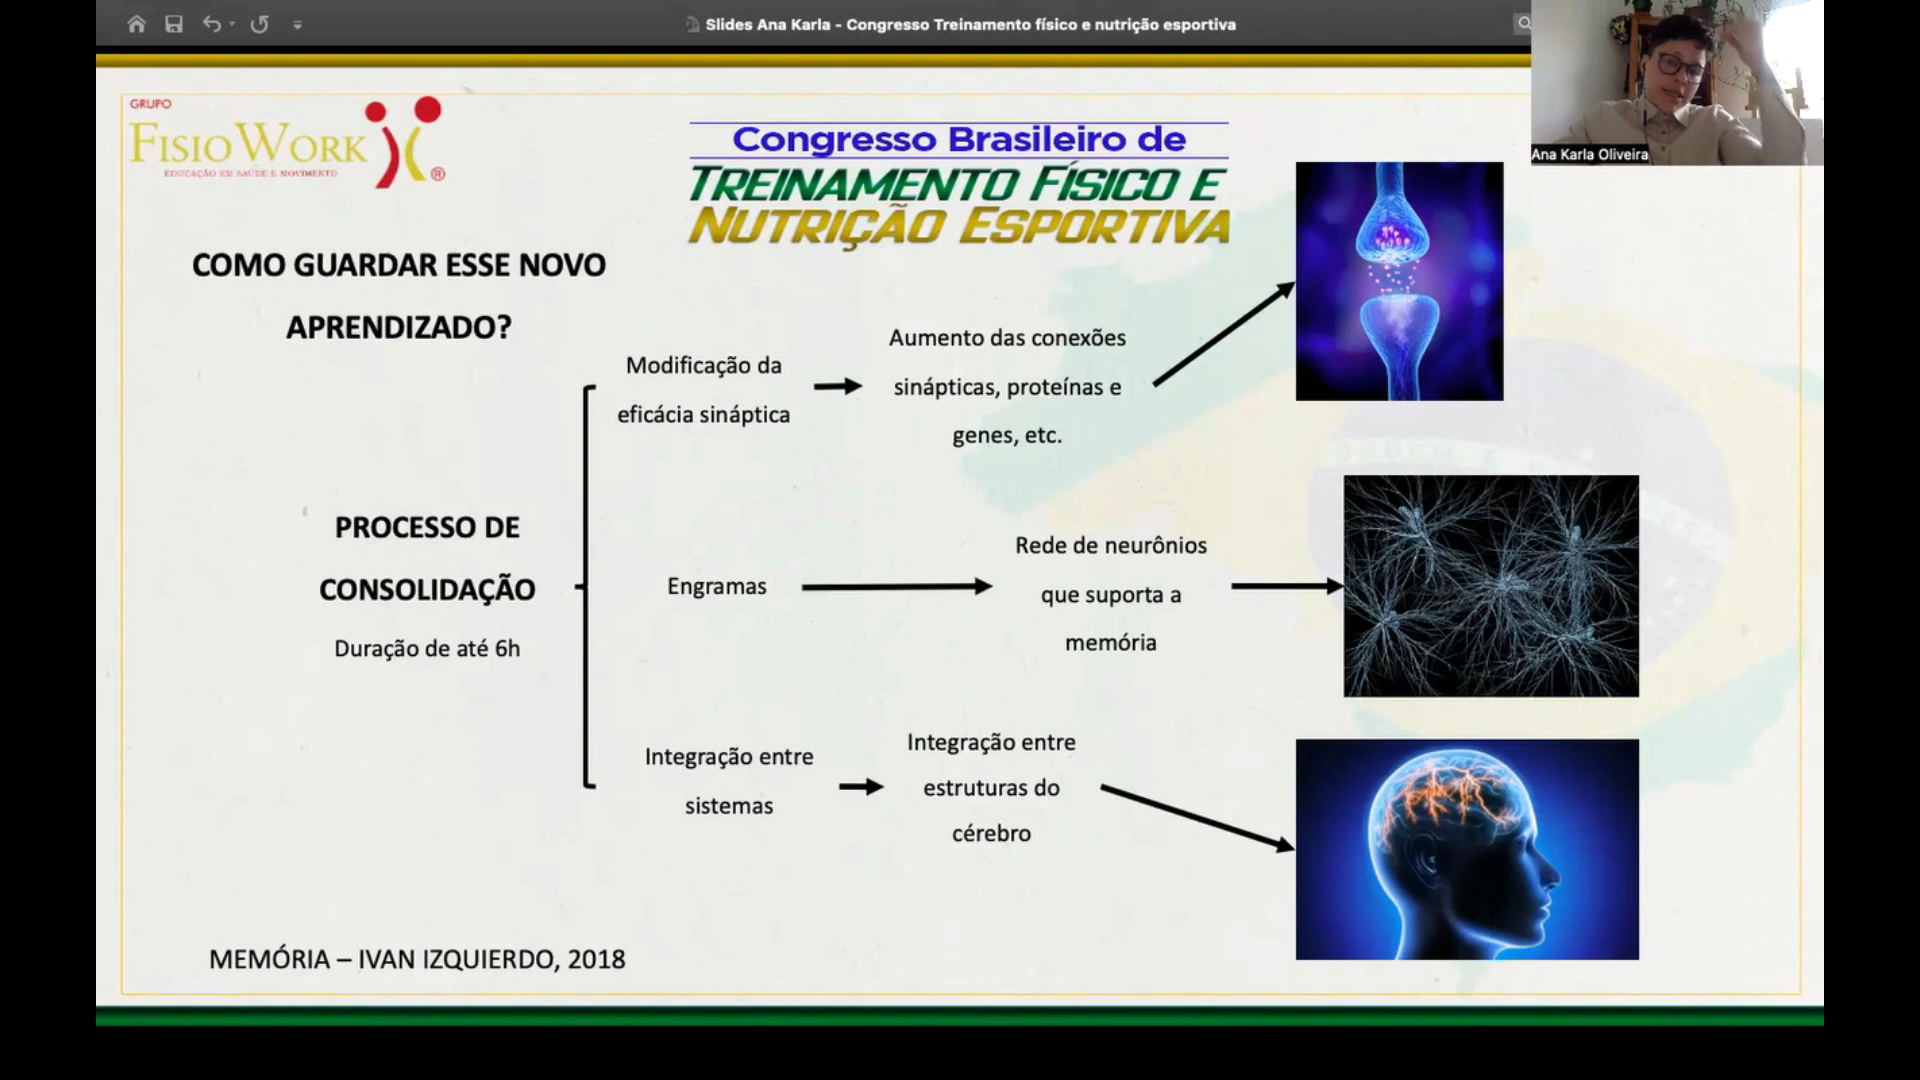 Slides Ana Karla - Congresso Treinamento físico e nutrição esportiva
Ana Karla Oliveira
GRUPO
FISIOWORK
EDUCAÇÃO EM SAÚDE E MOVIMENTO
®
Congresso Brasileiro de
TREINAMENTO FÍSICO E
NUTRIÇÃO ESPORTIVA
COMO GUARDAR ESSE NOVO
APRENDIZADO?
PROCESSO DE
CONSOLIDAÇÃO
Duração de até 6h
Modificação da
eficácia sináptica
Aumento das conexões
sinápticas, proteínas e
genes, etc.
Engramas
Rede de neurônios
que suporta a
memória
Integração entre
sistemas
Integração entre
estruturas do
cérebro
MEMÓRIA – IVAN IZQUIERDO, 2018